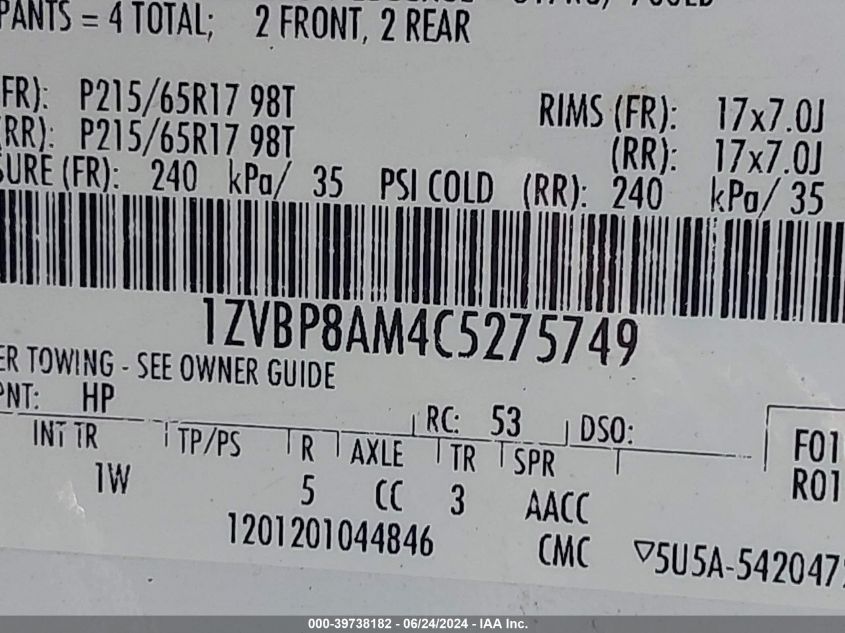 PANTS = 4 TOTAL; 2 FRONT, 2 REAR
FR): P215/65R17 98T RIMS (FR): 17x7.0J
(RR): P215/65R17 98T (RR): 17x7.0J
SURE (FR): 240 kPa/ 35 PSI COLD (RR): 240 kPa/ 35
1ZVBP8AM4C5275749
ER TOWING - SEE OWNER GUIDE
PNT: HP RC: 53 DSO:
INT TR TP/PS R AXLE TR SPR F01
1W 5 CC 3 AACC R01
1201201044846 CMC ▽5U5A-542047
000-39738182 - 06/24/2024 - IAA Inc.